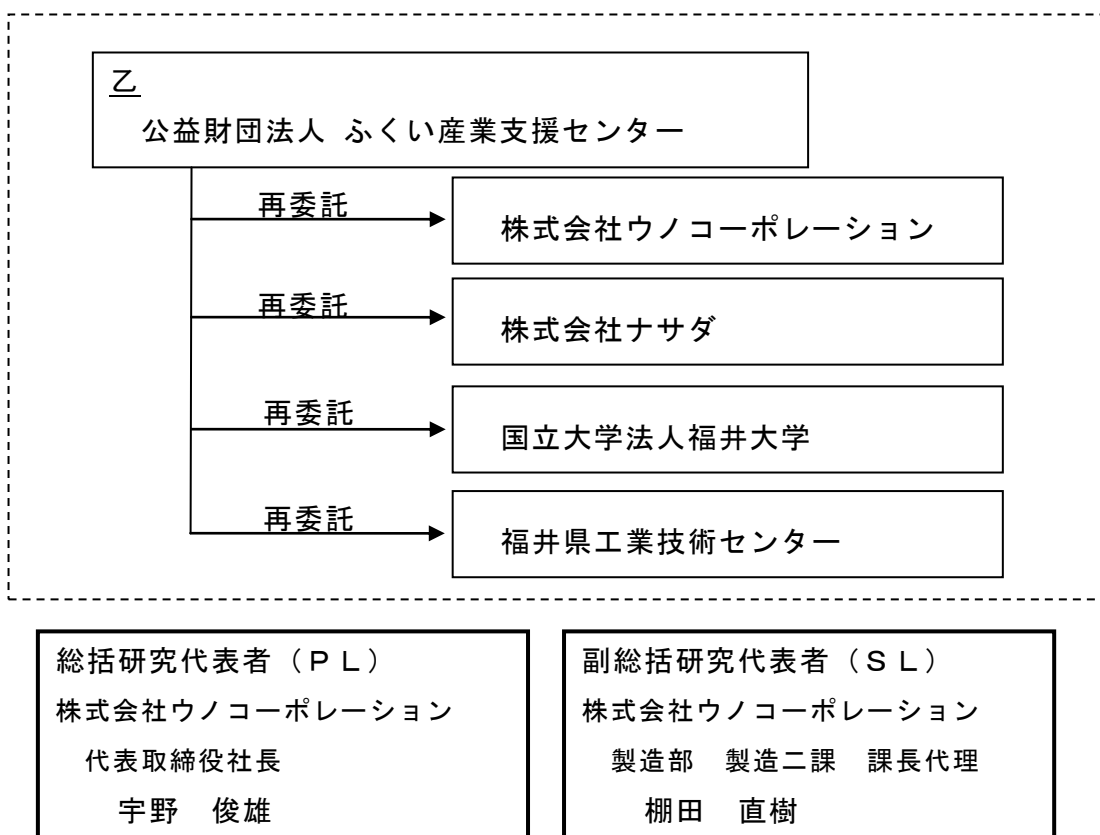 乙
公益財団法人 ふくい産業支援センター
再委託
株式会社ウノコーポレーション
再委託
株式会社ナサダ
再委託
国立大学法人福井大学
再委託
福井県工業技術センター
総括研究代表者(PL)
株式会社ウノコーポレーション
代表取締役社長
宇野 俊雄
副総括研究代表者(SL)
株式会社ウノコーポレーション
製造部 製造二課 課長代理
棚田 直樹